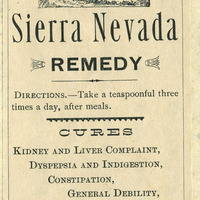 Sierra Nevada
REMEDY
DIRECTIONS.—Take a teaspoonful three
times a day, after meals.
CURES
KIDNEY AND LIVER COMPLAINT,
DYSPEPSIA AND INDIGESTION,
CONSTIPATION,
GENERAL DEBILITY,